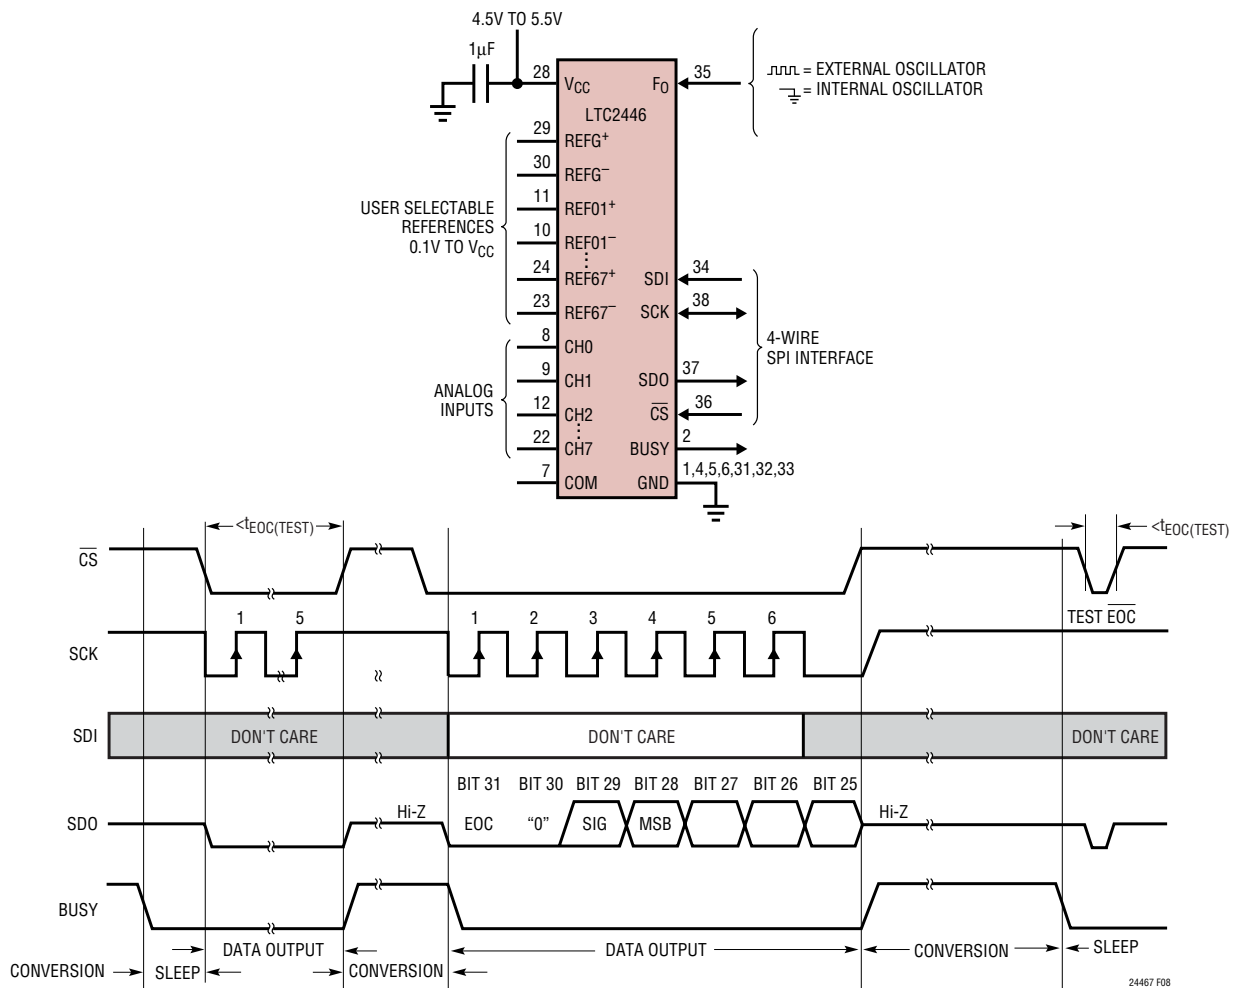 4.5V TO 5.5V
1µF
28
VCC
FO
35
= EXTERNAL OSCILLATOR
= INTERNAL OSCILLATOR
LTC2446
29
REFG+
30
REFG–
11
REF01+
10
REF01–
24
REF67+
23
REF67–
USER SELECTABLE
REFERENCES
0.1V TO VCC
SDI
34
SCK
38
SDO
37
CS
36
BUSY
2
GND
1,4,5,6,31,32,33
4-WIRE
SPI INTERFACE
8
CH0
9
CH1
12
CH2
22
CH7
7
COM
ANALOG
INPUTS
<tEOC(TEST)
<tEOC(TEST)
CS
TEST EOC
SCK
1
5
1
2
3
4
5
6
SDI
DON'T CARE
DON'T CARE
DON'T CARE
BIT 31
BIT 30
BIT 29
BIT 28
BIT 27
BIT 26
BIT 25
SDO
Hi-Z
EOC
“0”
SIG
MSB
Hi-Z
BUSY
CONVERSION
SLEEP
DATA OUTPUT
CONVERSION
DATA OUTPUT
CONVERSION
SLEEP
24467 F08